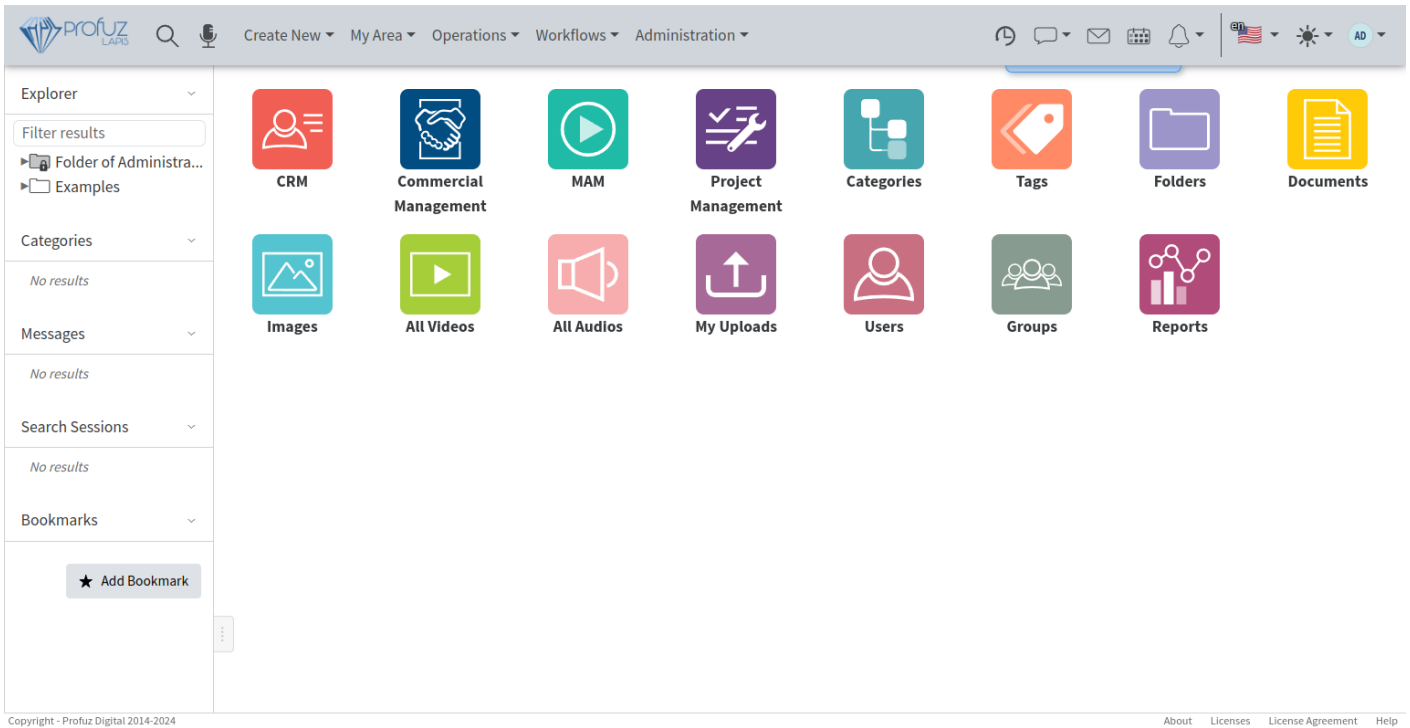 PROFUZ
LAPIS
Create New
My Area
Operations
Workflows
Administration
en
AD
Explorer
Filter results
Folder of Administra...
Examples
Categories
No results
Messages
No results
Search Sessions
No results
Bookmarks
Add Bookmark
CRM
Commercial
Management
MAM
Project
Management
Categories
Tags
Folders
Documents
Images
All Videos
All Audios
My Uploads
Users
Groups
Reports
Copyright - Profuz Digital 2014-2024
About
Licenses
License Agreement
Help